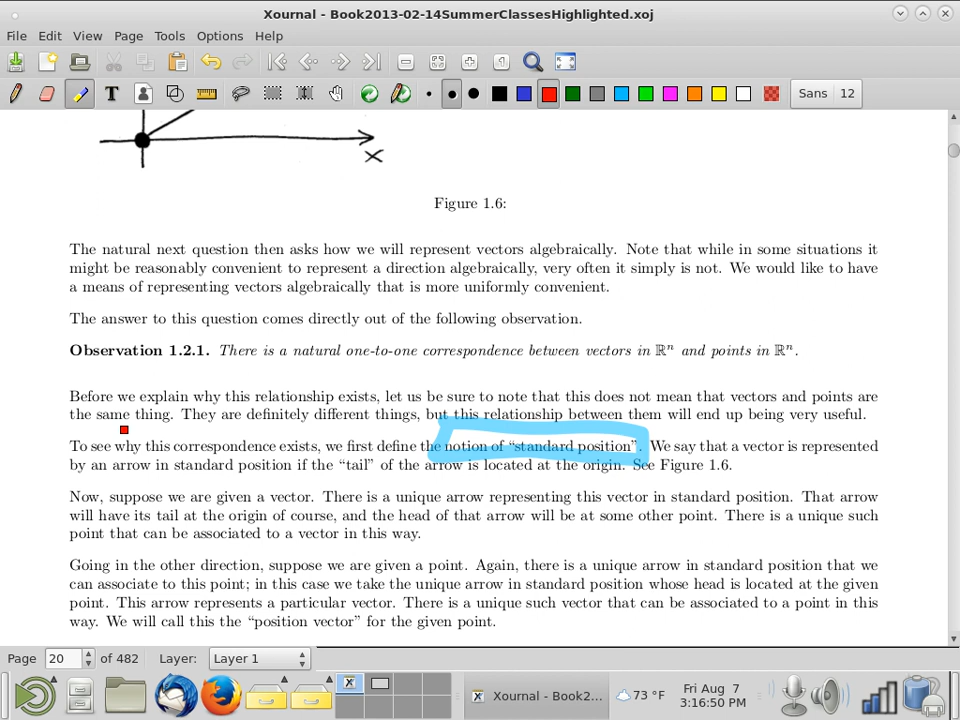 Xournal - Book2013-02-14SummerClassesHighlighted.xoj
File Edit View Page Tools Options Help
Sans 12
x
Figure 1.6:
The natural next question then asks how we will represent vectors algebraically. Note that while in some situations it
might be reasonably convenient to represent a direction algebraically, very often it simply is not. We would like to have
a means of representing vectors algebraically that is more uniformly convenient.
The answer to this question comes directly out of the following observation.
Observation 1.2.1. There is a natural one-to-one correspondence between vectors in ℝⁿ and points in ℝⁿ.
Before we explain why this relationship exists, let us be sure to note that this does not mean that vectors and points are
the same thing. They are definitely different things, but this relationship between them will end up being very useful.
To see why this correspondence exists, we first define the notion of “standard position”. We say that a vector is represented
by an arrow in standard position if the “tail” of the arrow is located at the origin. See Figure 1.6.
Now, suppose we are given a vector. There is a unique arrow representing this vector in standard position. That arrow
will have its tail at the origin of course, and the head of that arrow will be at some other point. There is a unique such
point that can be associated to a vector in this way.
Going in the other direction, suppose we are given a point. Again, there is a unique arrow in standard position that we
can associate to this point; in this case we take the unique arrow in standard position whose head is located at the given
point. This arrow represents a particular vector. There is a unique such vector that can be associated to a point in this
way. We will call this the “position vector” for the given point.
Page 20 of 482 Layer: Layer 1
Xournal - Book2... 73 °F Fri Aug 7
3:16:50 PM